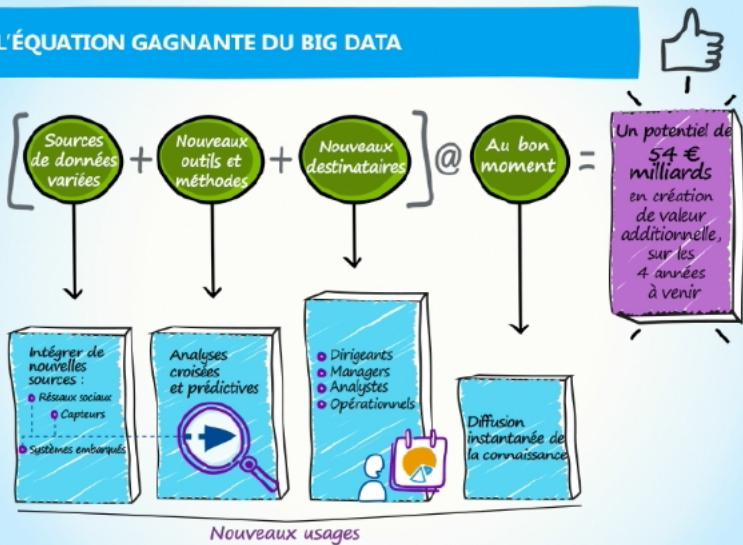 L'ÉQUATION GAGNANTE DU BIG DATA
[
Sources
de données
variées
+
Nouveaux
outils et
méthodes
+
Nouveaux
destinataires
]
@
Au bon
moment
=
Un potentiel de
54 €
milliards
en création
de valeur
additionnelle,
sur les
4 années
à venir
Intégrer de
nouvelles
sources :
Réseaux sociaux
Capteurs
Systèmes embarqués
Analyses
croisées
et prédictives
Dirigeants
Managers
Analystes
Opérationnels
Diffusion
instantanée de
la connaissance
Nouveaux usages